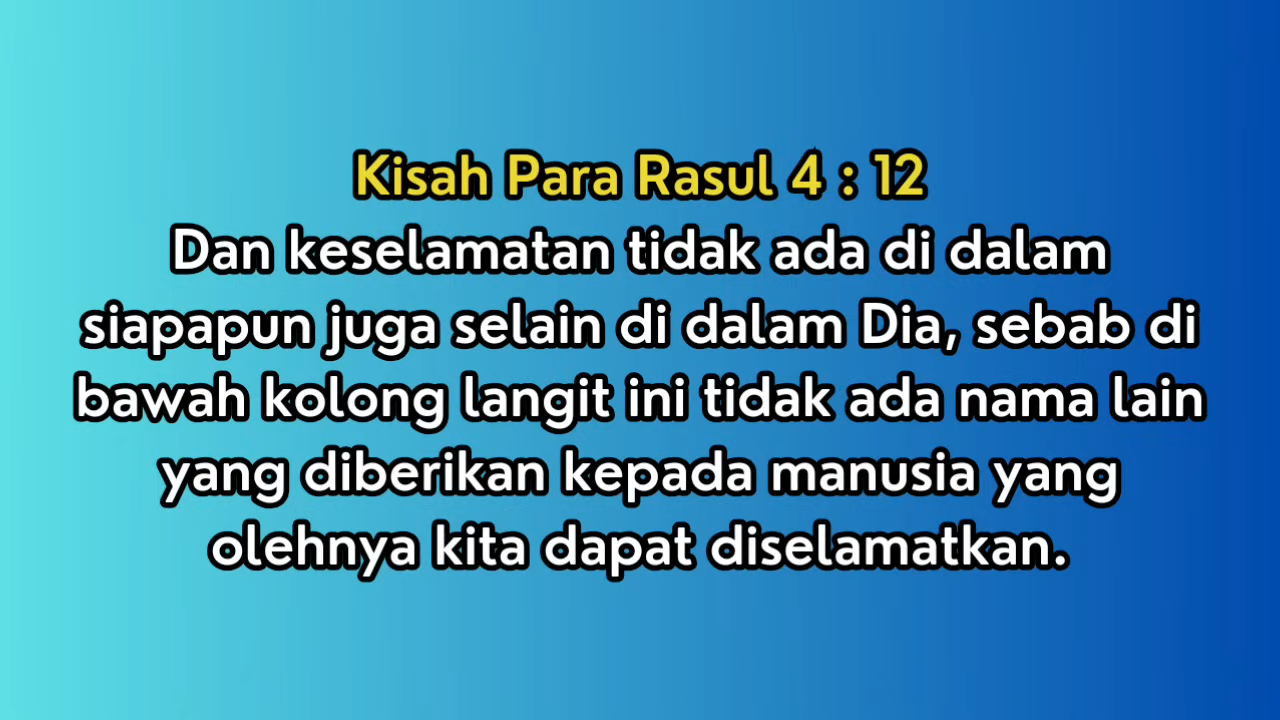 Kisah Para Rasul 4 : 12
Dan keselamatan tidak ada di dalam
siapapun juga selain di dalam Dia, sebab di
bawah kolong langit ini tidak ada nama lain
yang diberikan kepada manusia yang
olehnya kita dapat diselamatkan.